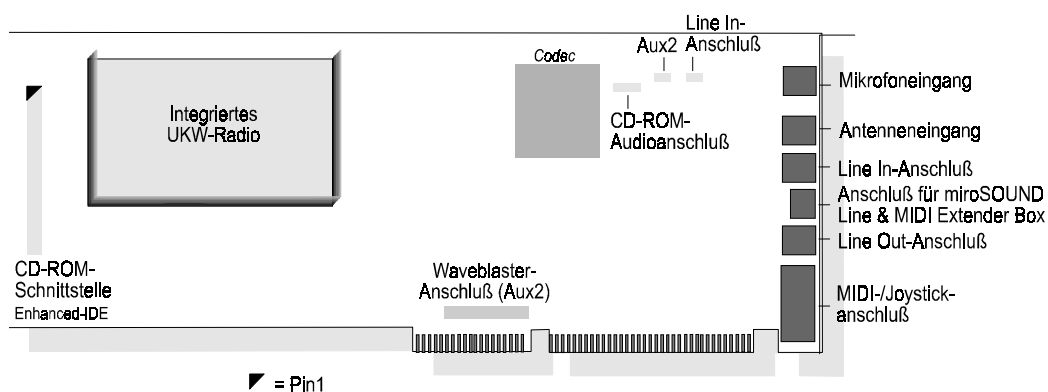 Line In-
Anschluß
Aux2
Codec
CD-ROM-
Audioanschluß
Integriertes
UKW-Radio
Mikrofoneingang
Antenneneingang
Line In-Anschluß
Anschluß für miroSOUND
Line & MIDI Extender Box
Line Out-Anschluß
MIDI-/Joystick-
anschluß
CD-ROM-
Schnittstelle
Enhanced-IDE
Waveblaster-
Anschluß (Aux2)
= Pin1